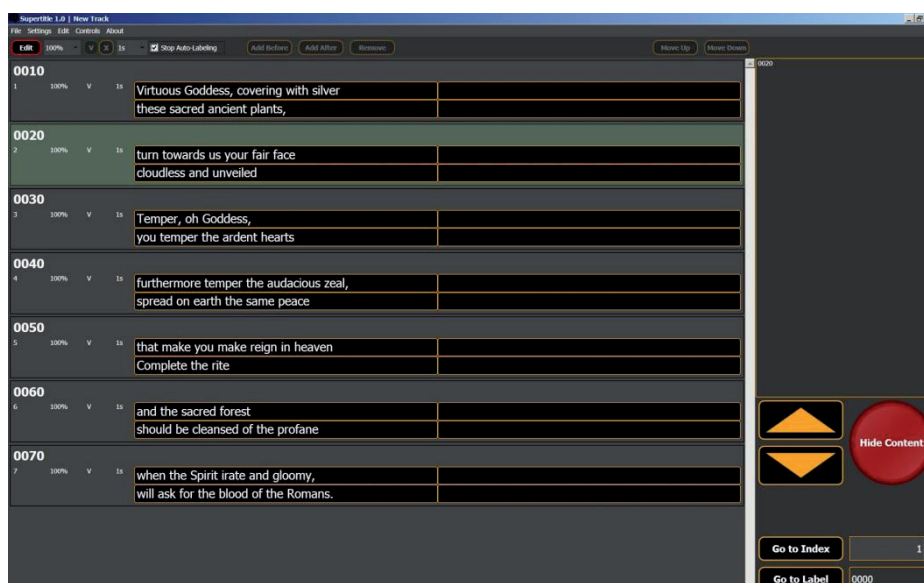 Supertitle 1.0 | New Track
File Settings Edit Controls About
Edit 100% V X 1s Stop Auto-Labeling Add Before Add After Remove Move Up Move Down
0010
1 100% V 1s
Virtuous Goddess, covering with silver
these sacred ancient plants,
0020
2 100% V 1s
turn towards us your fair face
cloudless and unveiled
0030
3 100% V 1s
Temper, oh Goddess,
you temper the ardent hearts
0040
4 100% V 1s
furthermore temper the audacious zeal,
spread on earth the same peace
0050
5 100% V 1s
that make you make reign in heaven
Complete the rite
0060
6 100% V 1s
and the sacred forest
should be cleansed of the profane
0070
7 100% V 1s
when the Spirit irate and gloomy,
will ask for the blood of the Romans.
0020
Hide Content
Go to Index 1
Go to Label 0000